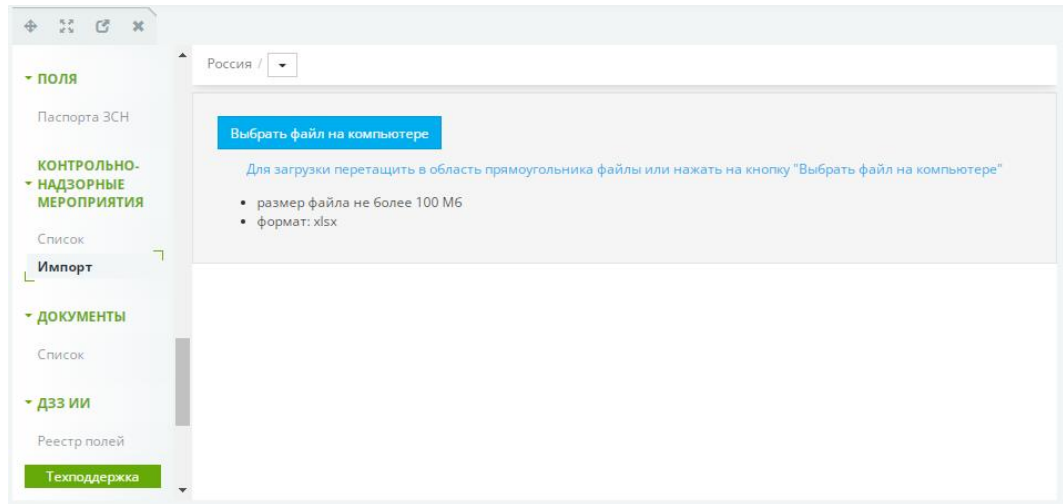 ПОЛЯ
Паспорта ЗСН
КОНТРОЛЬНО-
НАДЗОРНЫЕ
МЕРОПРИЯТИЯ
Список
Импорт
ДОКУМЕНТЫ
Список
ДЗЗ ИИ
Реестр полей
Техподдержка
Россия /
Выбрать файл на компьютере
Для загрузки перетащить в область прямоугольника файлы или нажать на кнопку "Выбрать файл на компьютере"
• размер файла не более 100 Мб
• формат: xlsx